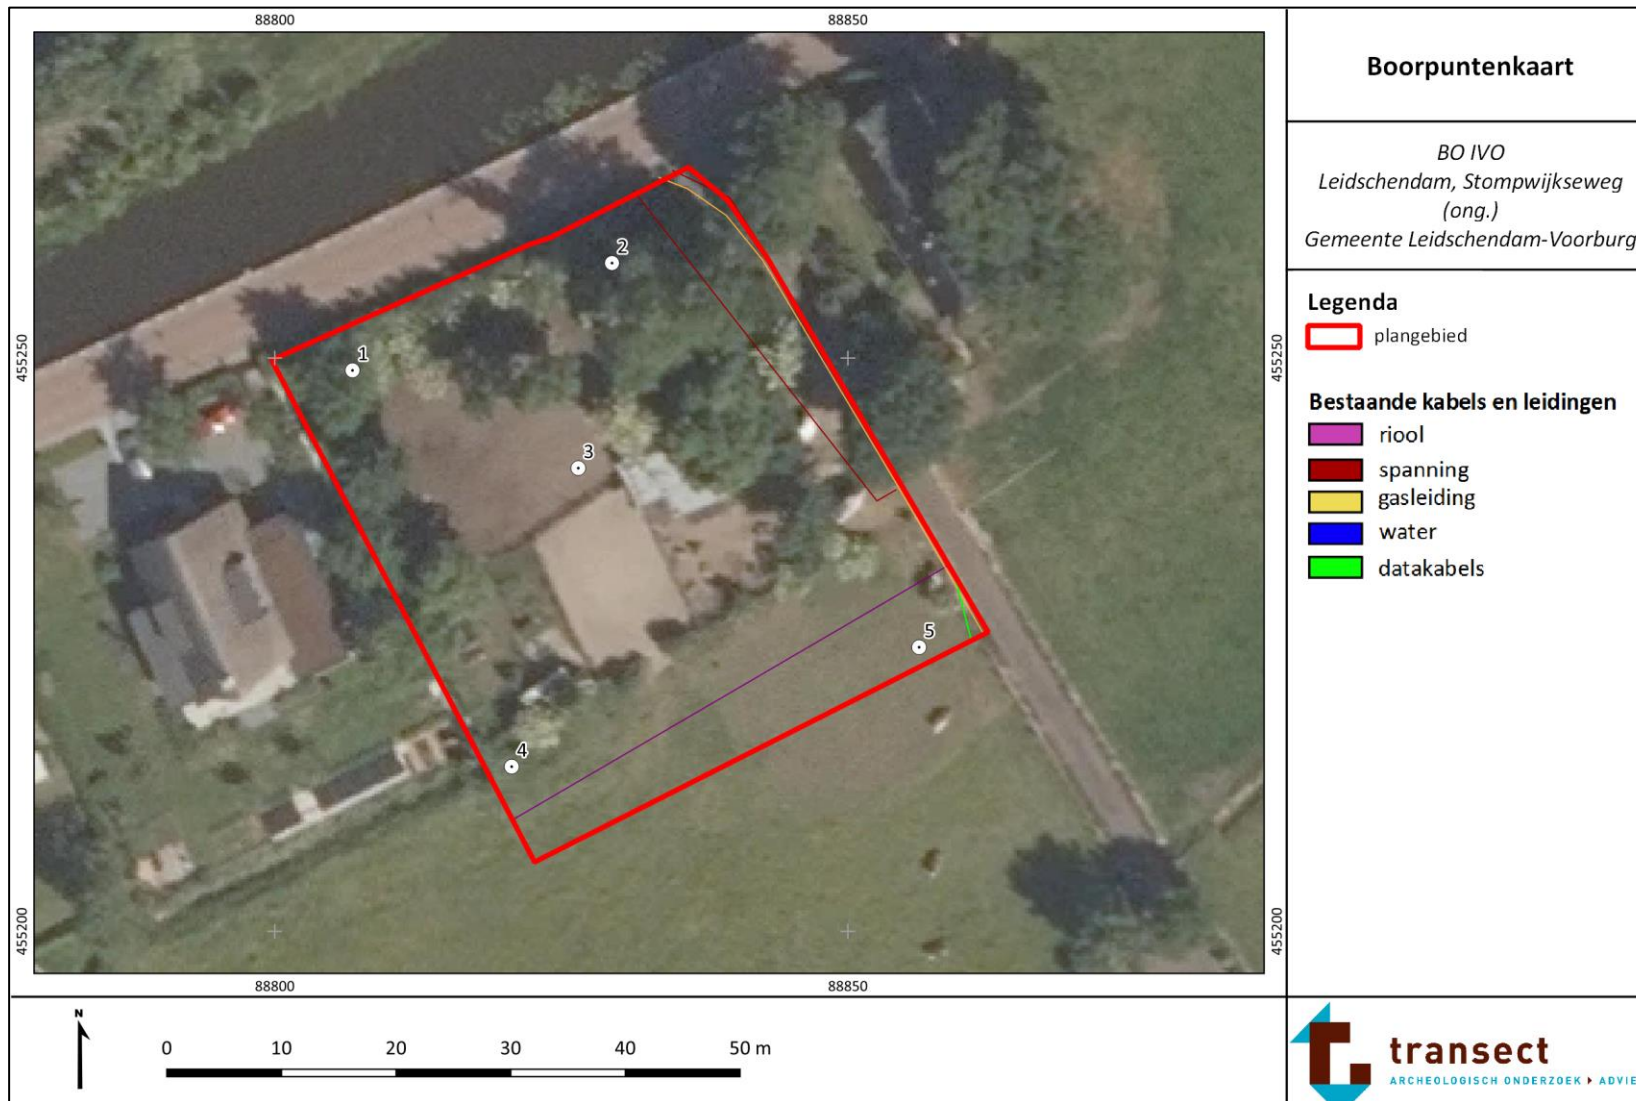 88800
88850
455250
455250
455200
455200
88800
88850
1
2
3
4
5
Boorpuntenkaart
BO IVO
Leidschendam, Stompwijkseweg
(ong.)
Gemeente Leidschendam-Voorburg
Legenda
plangebied
Bestaande kabels en leidingen
riool
spanning
gasleiding
water
datakabels
N
0 10 20 30 40 50 m
transect
ARCHEOLOGISCH ONDERZOEK ADVIE